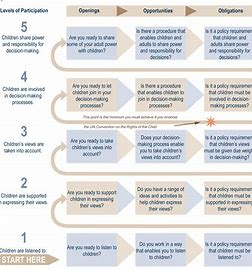 Levels of Participation
Openings
Opportunities
Obligations
5
Children share
power and responsibility
for decision-making.
Are you ready to share
some of your adult power
with children?
Is there a procedure
that enables children and
adults to share power
and responsibility for
decisions?
Is it a policy requirement
that children and adults
share power and
responsibility for
decisions?
4
Children are involved
in decision-making
processes.
Are you ready to let
children join in your
decision-making
processes?
Is there a procedure
that enables children to
join in decision-making
processes?
Is it a policy requirement
that children must be
involved in decision-
making processes?
This point is the minimum you must achieve if you endorse
the UN Convention on the Rights of the Child
3
Children's views are
taken into account.
Are you ready to take
children's views into
account?
Does your decision-
making process enable
you to take children's
views into account?
Is it a policy requirement
that children's views
must be given due weight
in decision-making?
2
Children are supported
in expressing their views.
Are you ready to support
children in expressing
their views?
Do you have a range of
ideas and activities to
help children express
their views?
Is it a policy requirement
that children must be
supported in expressing
their views?
1
Children are listened to.
START HERE
Are you ready to listen to
children?
Do you work in a way
that enables you to listen
to children?
Is it a policy requirement
that children must be
listened to?